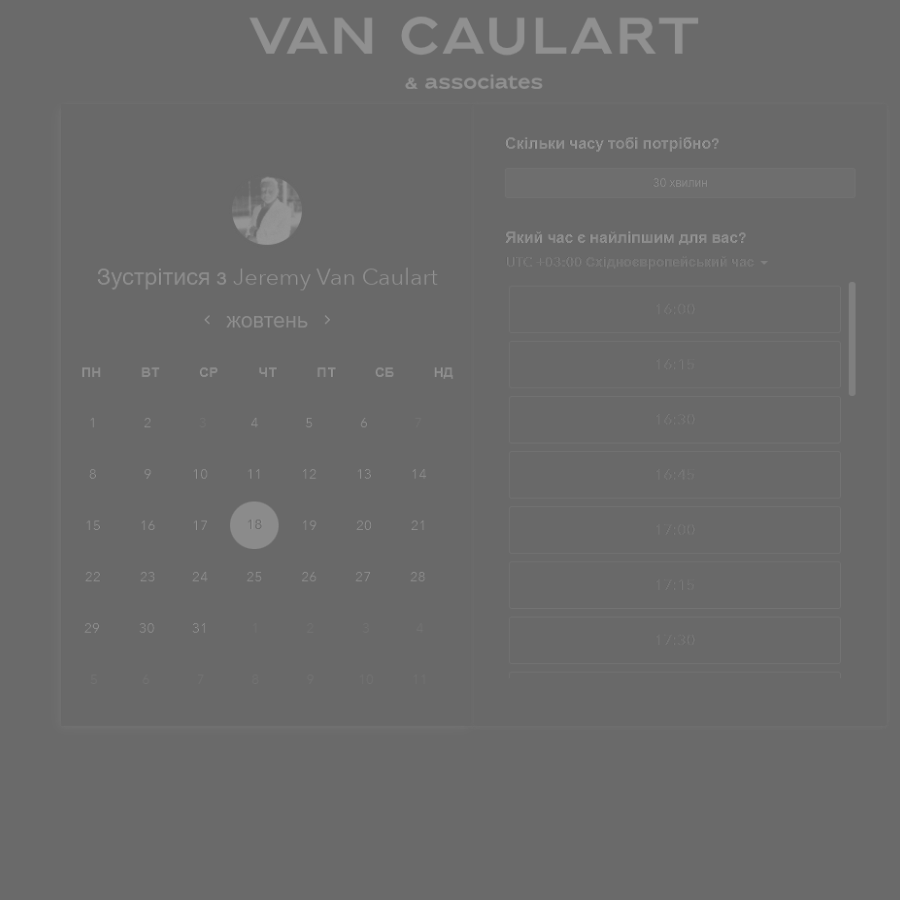 VAN CAULART
& associates
Зустрітися з Jeremy Van Caulart
жовтень
ПН ВТ СР ЧТ ПТ СБ НД
1 2 3 4 5 6 7
8 9 10 11 12 13 14
15 16 17 18 19 20 21
22 23 24 25 26 27 28
29 30 31 1 2 3 4
5 6 7 8 9 10 11
Скільки часу тобі потрібно?
30 хвилин
Який час є найліпшим для вас?
UTC +03:00 Східноєвропейський час
16:00
16:15
16:30
16:45
17:00
17:15
17:30